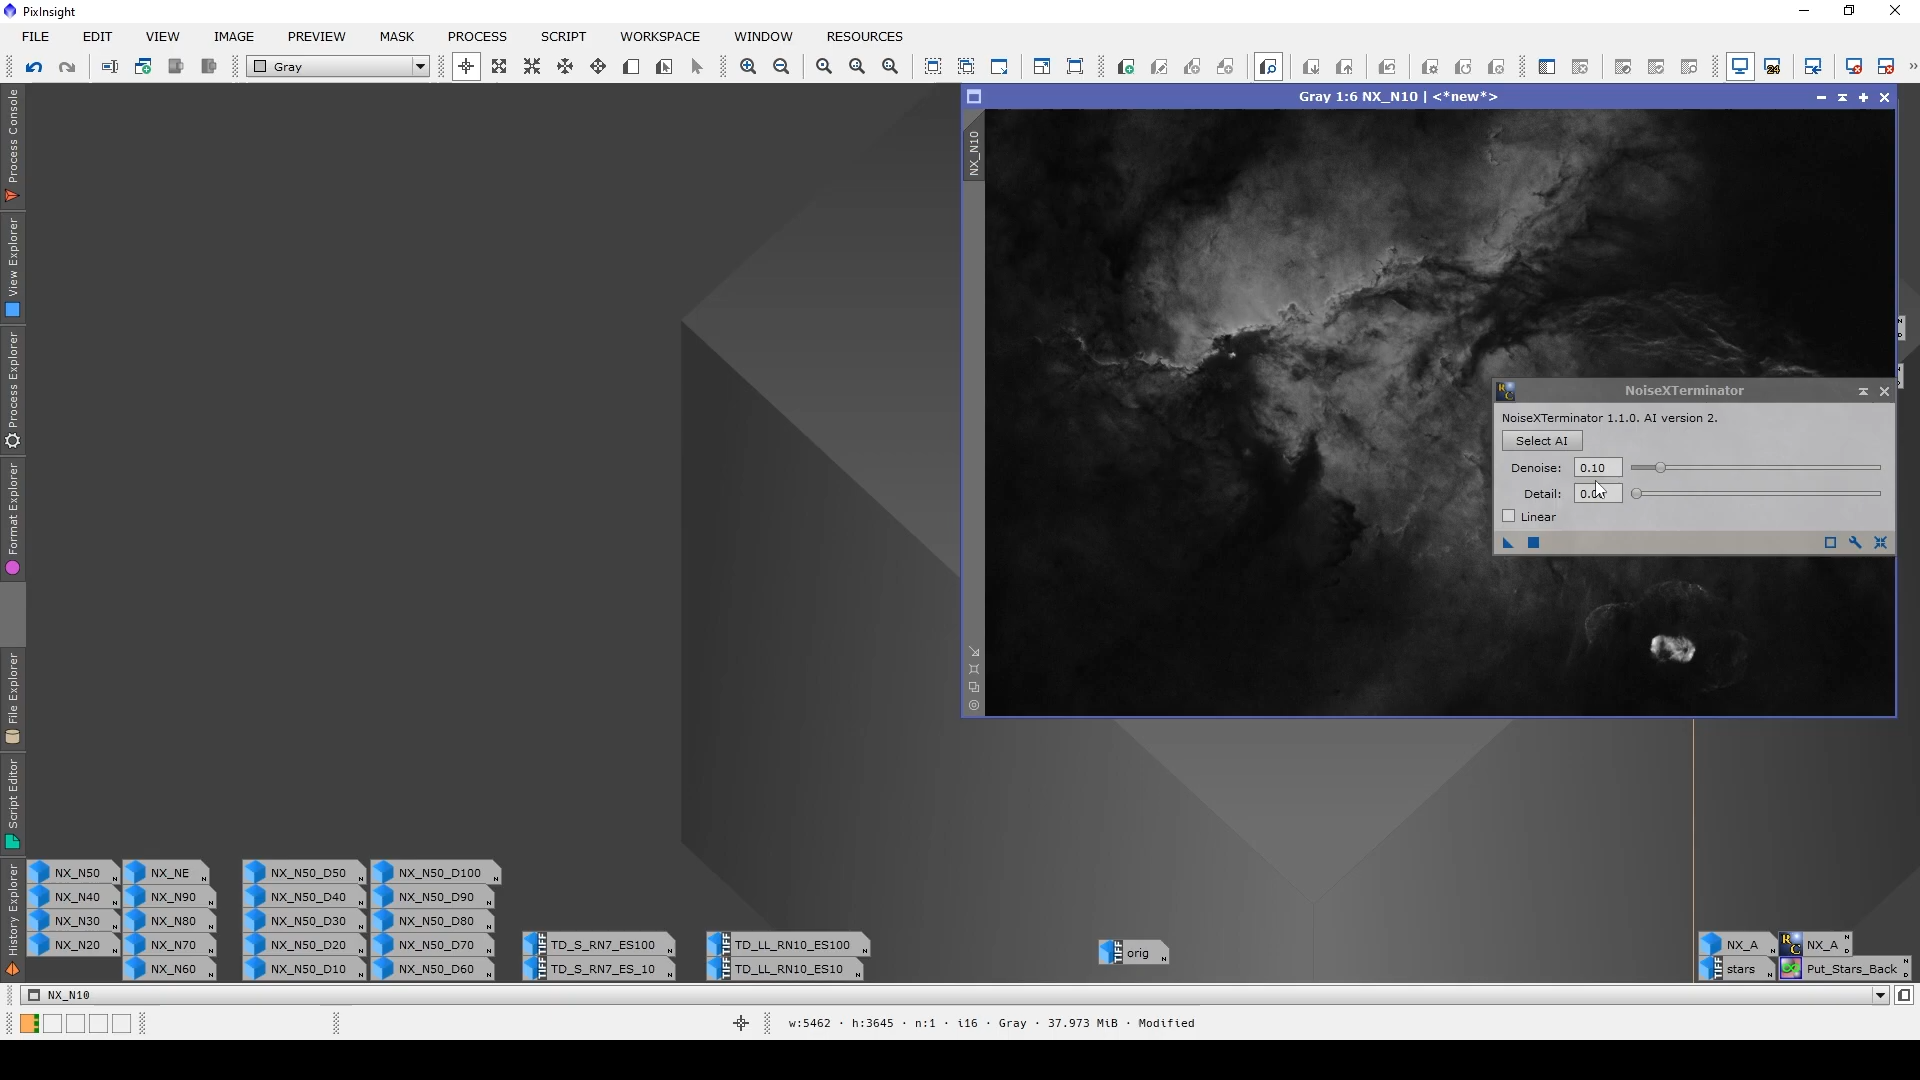 PixInsight
FILE EDIT VIEW IMAGE PREVIEW MASK PROCESS SCRIPT WORKSPACE WINDOW RESOURCES
Gray
Process Console
View Explorer
Process Explorer
Format Explorer
File Explorer
Script Editor
History Explorer
Gray 1:6 NX_N10 | <*new*>
NX_N10
NoiseXTerminator
NoiseXTerminator 1.1.0. AI version 2.
Select AI
Denoise: 0.10
Detail:
Linear
NX_N50 NX_NE NX_N50_D50 NX_N50_D100
NX_N40 NX_N90 NX_N50_D40 NX_N50_D90
NX_N30 NX_N80 NX_N50_D30 NX_N50_D80
NX_N20 NX_N70 NX_N50_D20 NX_N50_D70 TD_S_RN7_ES100 TD_LL_RN10_ES100 orig NX_A NX_A
NX_N60 NX_N50_D10 NX_N50_D60 TD_S_RN7_ES_10 TD_LL_RN10_ES10 stars Put_Stars_Back
NX_N10
w:5462 · h:3645 · n:1 · i16 · Gray · 37.973 MiB · Modified